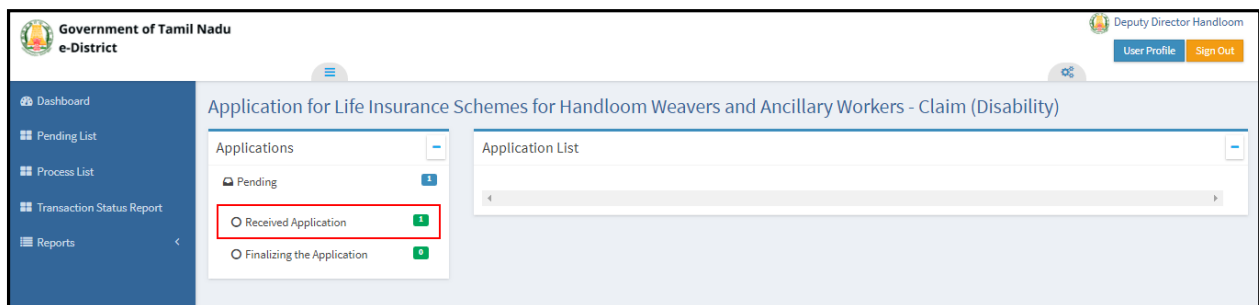 Government of Tamil Nadu
e-District
Deputy Director Handloom
User Profile
Sign Out
Dashboard
Pending List
Process List
Transaction Status Report
Reports
Application for Life Insurance Schemes for Handloom Weavers and Ancillary Workers - Claim (Disability)
Applications
Pending 1
Received Application 1
Finalizing the Application 0
Application List